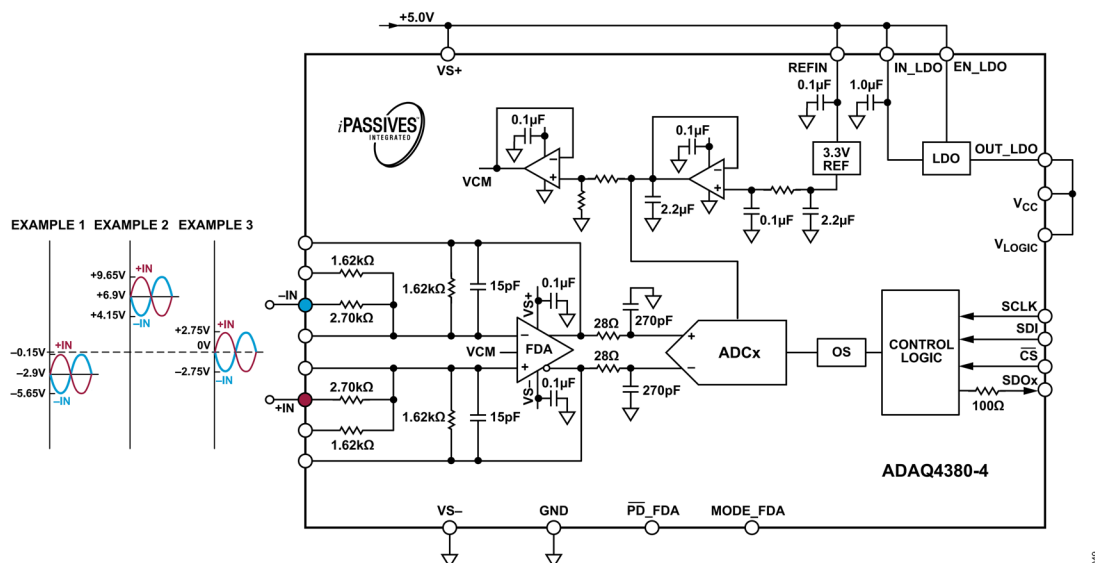 +5.0V
VS+
REFIN
IN_LDO
EN_LDO
iPASSIVES
INTEGRATED
0.1µF
1.0µF
0.1µF
0.1µF
3.3V
REF
LDO
OUT_LDO
VCM
2.2µF
0.1µF
2.2µF
VCC
VLOGIC
EXAMPLE 1 EXAMPLE 2 EXAMPLE 3
+9.65V
+IN
+6.9V
+4.15V
–IN
+2.75V
+IN
0V
–2.75V
–IN
–0.15V
+IN
–2.9V
–5.65V
–IN
1.62kΩ
–IN
2.70kΩ
1.62kΩ
15pF
VS+
0.1µF
28Ω
270pF
VCM
FDA
28Ω
ADCx
OS
CONTROL
LOGIC
SCLK
SDI
CS
SDOx
100Ω
2.70kΩ
+IN
1.62kΩ
1.62kΩ
15pF
VS–
0.1µF
270pF
ADAQ4380-4
VS–
GND
PD_FDA
MODE_FDA